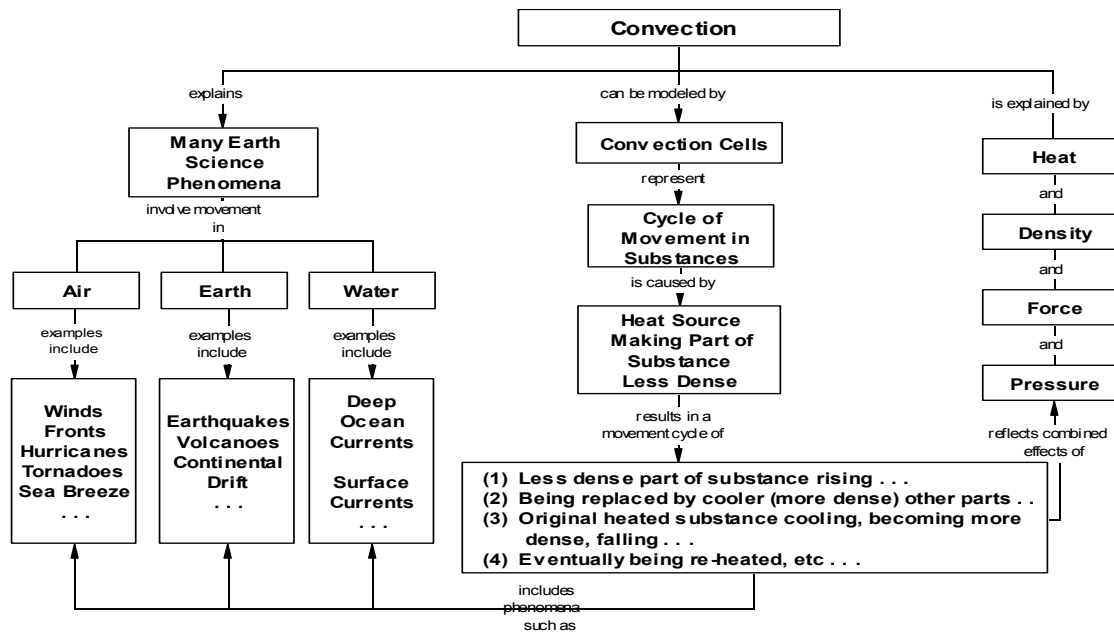 Convection
explains
can be modeled by
is explained by
Many Earth
Science
Phenomena
Convection Cells
Heat
involve movement
in
represent
and
Cycle of
Movement in
Substances
Density
is caused by
and
Air
Earth
Water
Force
examples
include
examples
include
examples
include
Heat Source
Making Part of
Substance
Less Dense
and
Pressure
Winds
Fronts
Hurricanes
Tornadoes
Sea Breeze
. . .
Earthquakes
Volcanoes
Continental
Drift
. . .
Deep
Ocean
Currents
Surface
Currents
. . .
results in a
movement cycle of
reflects combined
effects of
(1) Less dense part of substance rising . . .
(2) Being replaced by cooler (more dense) other parts . .
(3) Original heated substance cooling, becoming more
dense, falling . . .
(4) Eventually being re-heated, etc . . .
includes
phenomena
such as